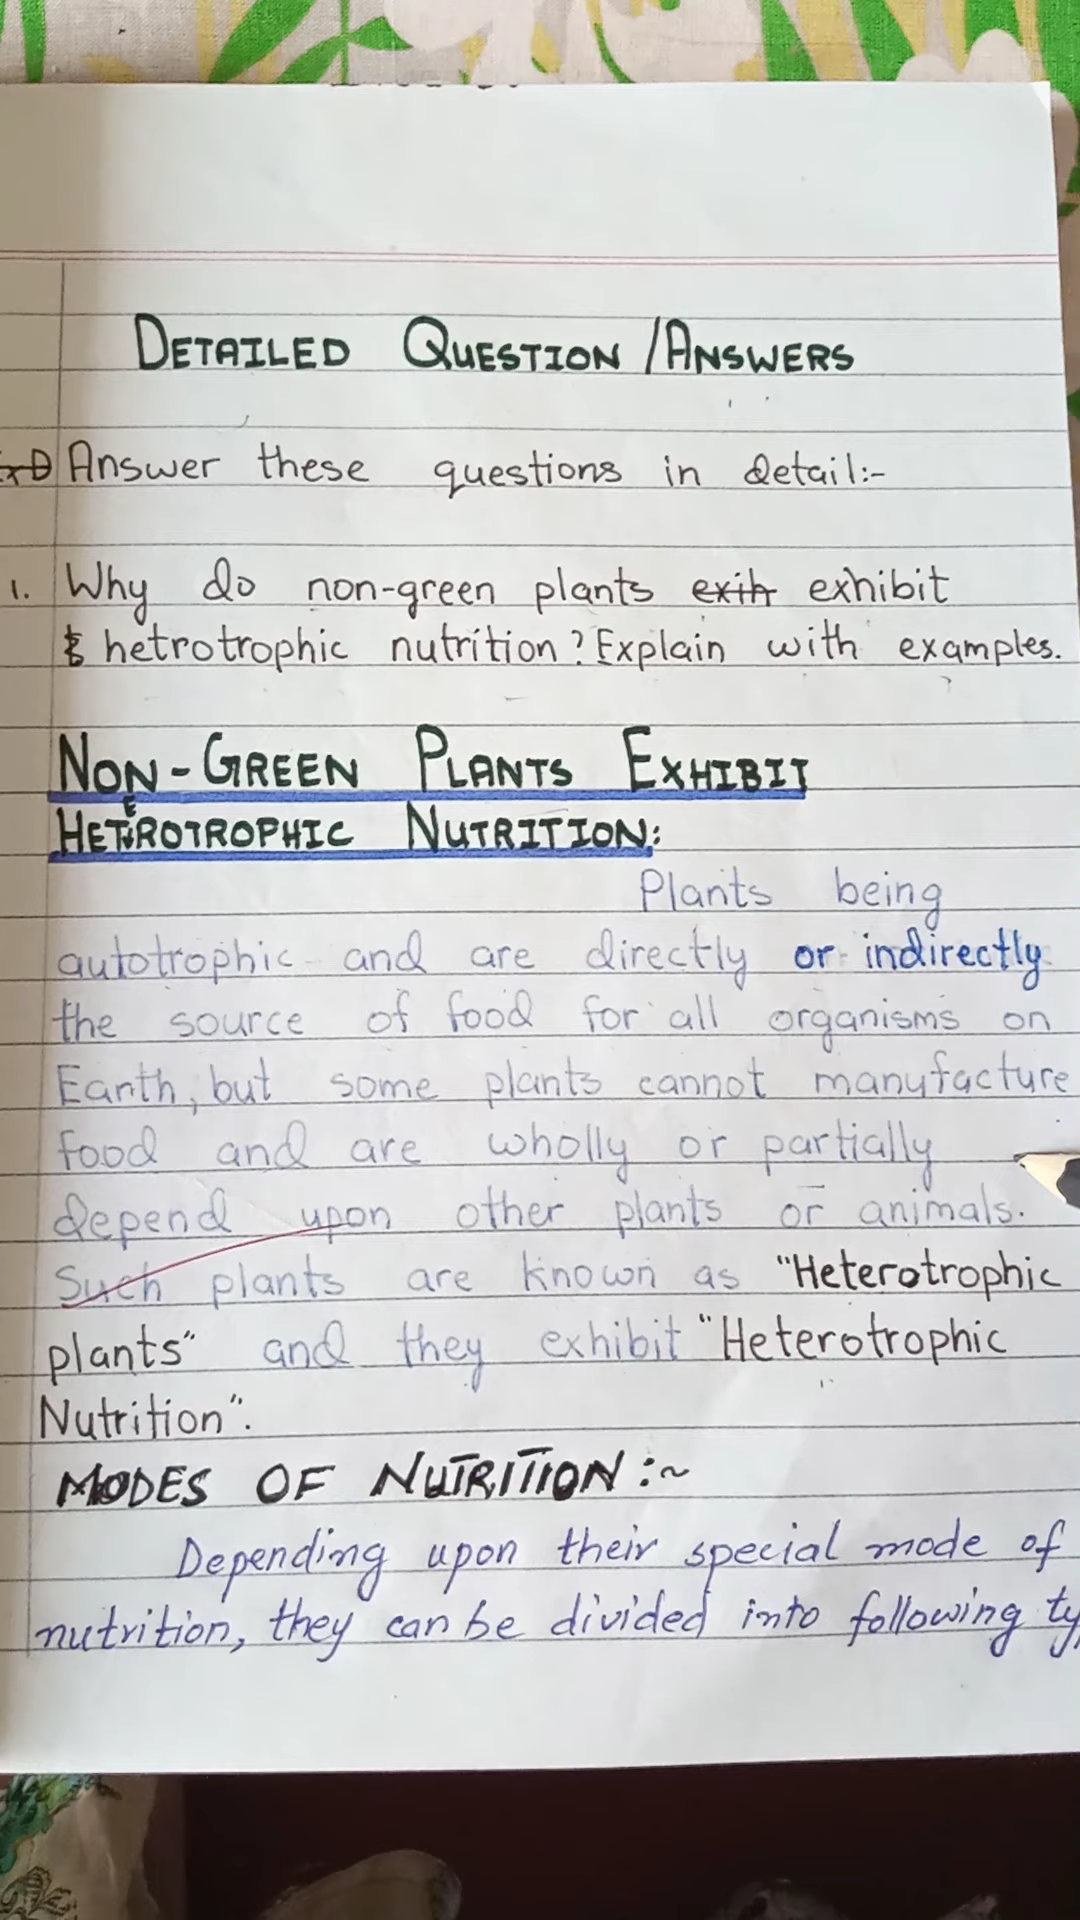 DETAILED QUESTION / ANSWERS
Ex D Answer these questions in detail:-
1. Why do non-green plants exih exhibit
hetrotrophic nutrition? Explain with examples.
NON-GREEN PLANTS EXHIBIT
HETEROTROPHIC NUTRITION:
Plants being
autotrophic and are directly or indirectly
the source of food for all organisms on
Earth, but some plants cannot manufacture
food and are wholly or partially
depend upon other plants or animals.
Such plants are known as "Heterotrophic
plants" and they exhibit "Heterotrophic
Nutrition".
MODES OF NUTRITION :~
Depending upon their special mode of
nutrition, they can be divided into following ty